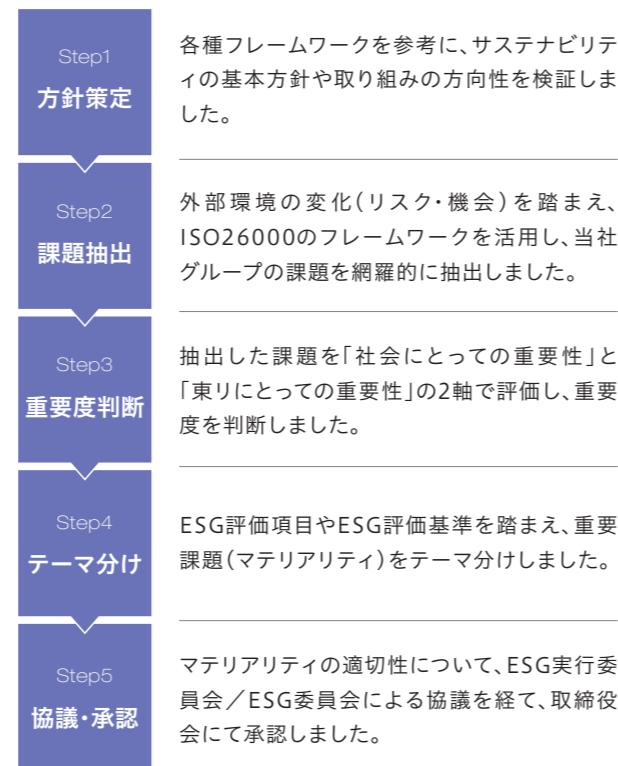 Step1
方針策定
各種フレームワークを参考に、サステナビリテ
ィの基本方針や取り組みの方向性を検証しま
した。
Step2
課題抽出
外部環境の変化(リスク・機会)を踏まえ、
ISO26000のフレームワークを活用し、当社
グループの課題を網羅的に抽出しました。
Step3
重要度判断
抽出した課題を「社会にとっての重要性」と
「東リにとっての重要性」の2軸で評価し、重要
度を判断しました。
Step4
テーマ分け
ESG評価項目やESG評価基準を踏まえ、重要
課題(マテリアリティ)をテーマ分けしました。
Step5
協議・承認
マテリアリティの適切性について、ESG実行委
員会/ESG委員会による協議を経て、取締役
会にて承認しました。